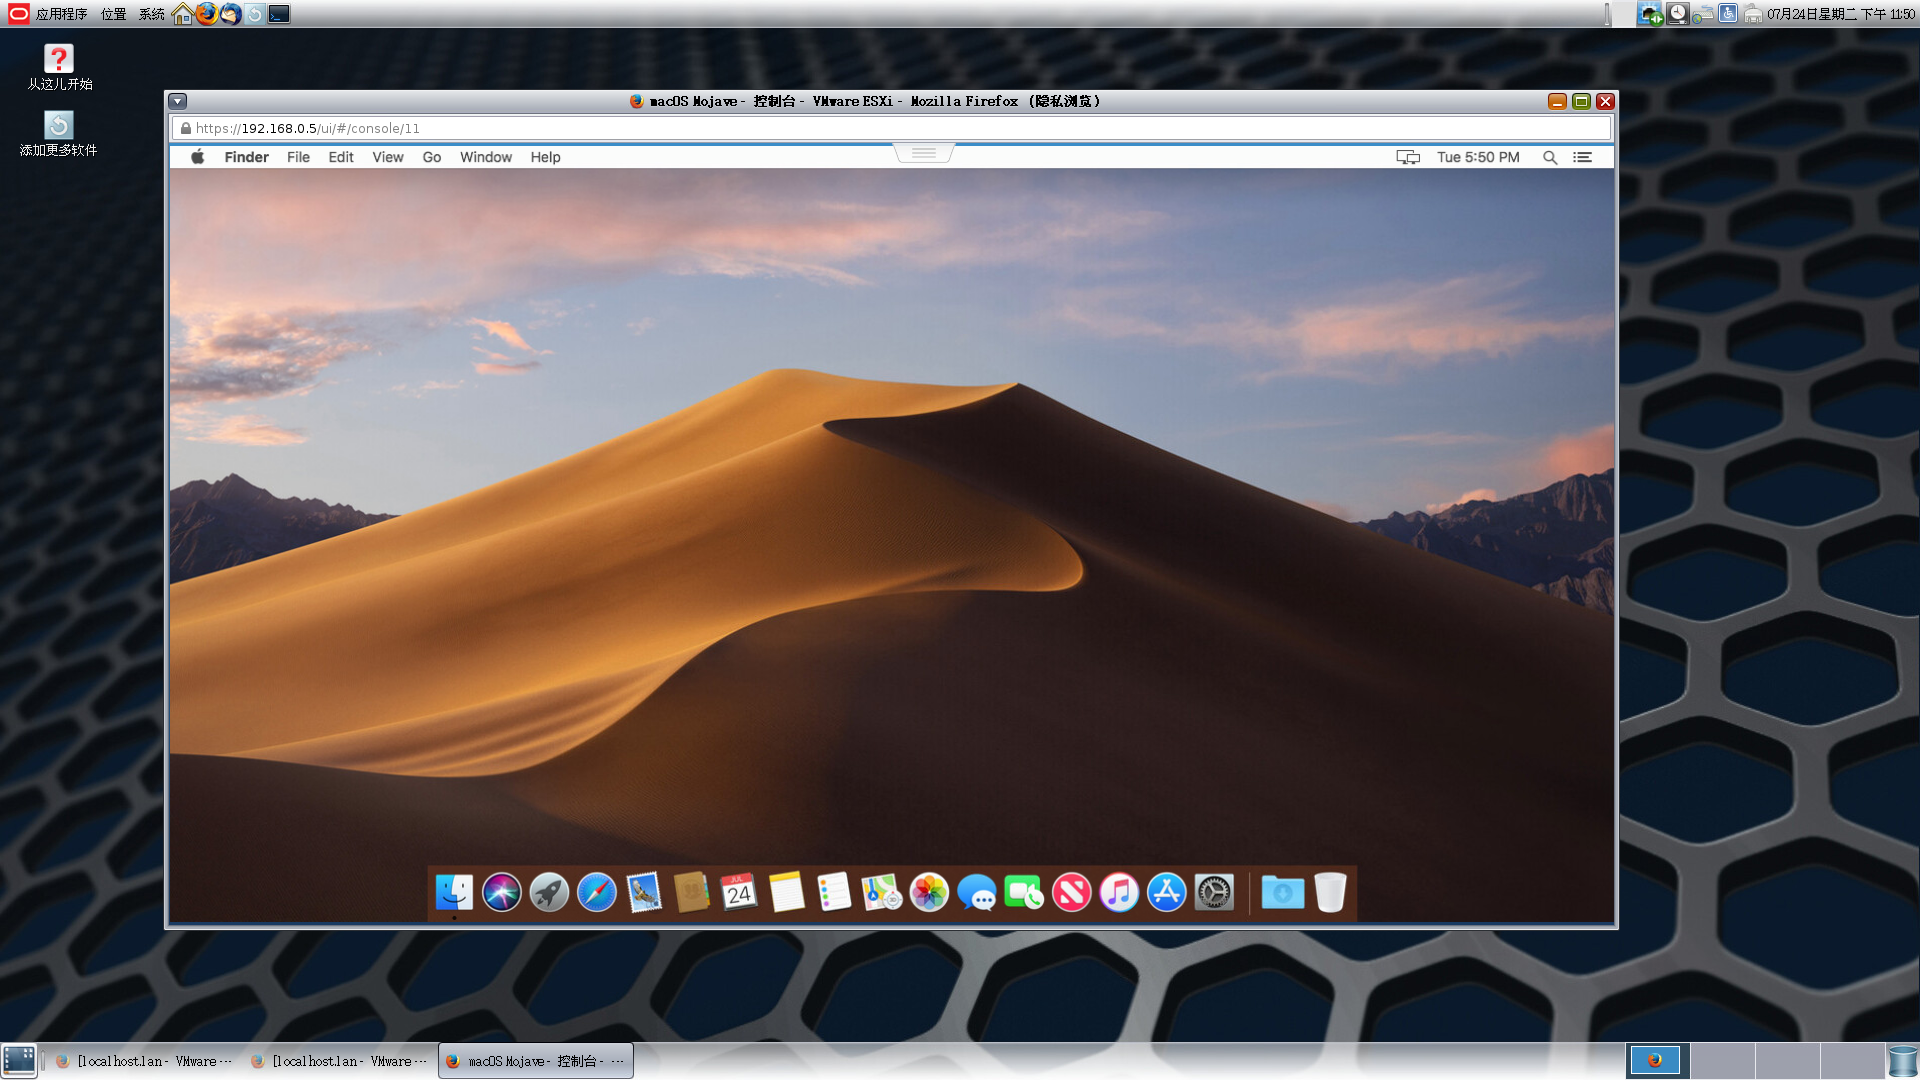 应用程序 位置 系统
07月24日星期二 下午 11:50
从这儿开始
添加更多软件
macOS Mojave - 控制台 - VMware ESXi - Mozilla Firefox (隐私浏览)
https://192.168.0.5/ui/#/console/11
Finder File Edit View Go Window Help
Tue 5:50 PM
JUL
24
[localhost.lan - VMware ...
[localhost.lan - VMware ...
macOS Mojave - 控制台 - ...